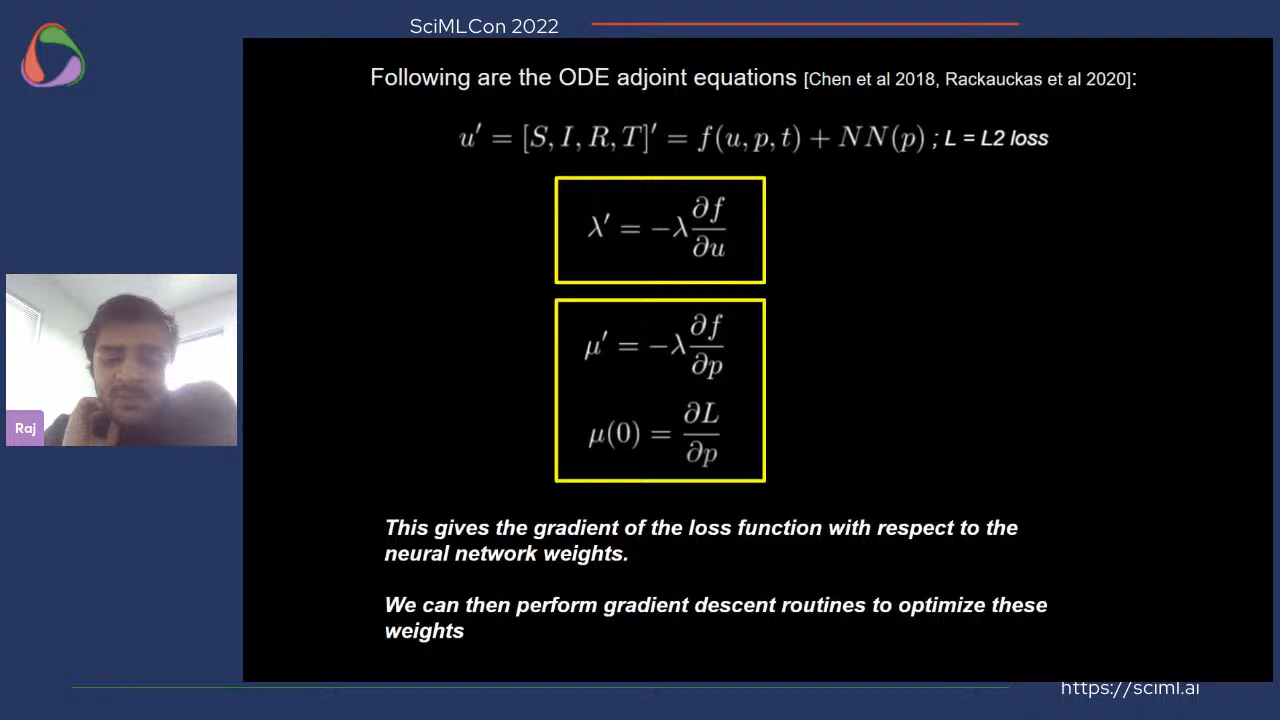 SciMLCon 2022
Following are the ODE adjoint equations [Chen et al 2018, Rackauckas et al 2020]:
u′ = [S, I, R, T]′ = f(u, p, t) + NN(p) ; L = L2 loss
λ′ = −λ ∂f/∂u
μ′ = −λ ∂f/∂p
μ(0) = ∂L/∂p
Raj
This gives the gradient of the loss function with respect to the
neural network weights.
We can then perform gradient descent routines to optimize these
weights
https://sciml.ai